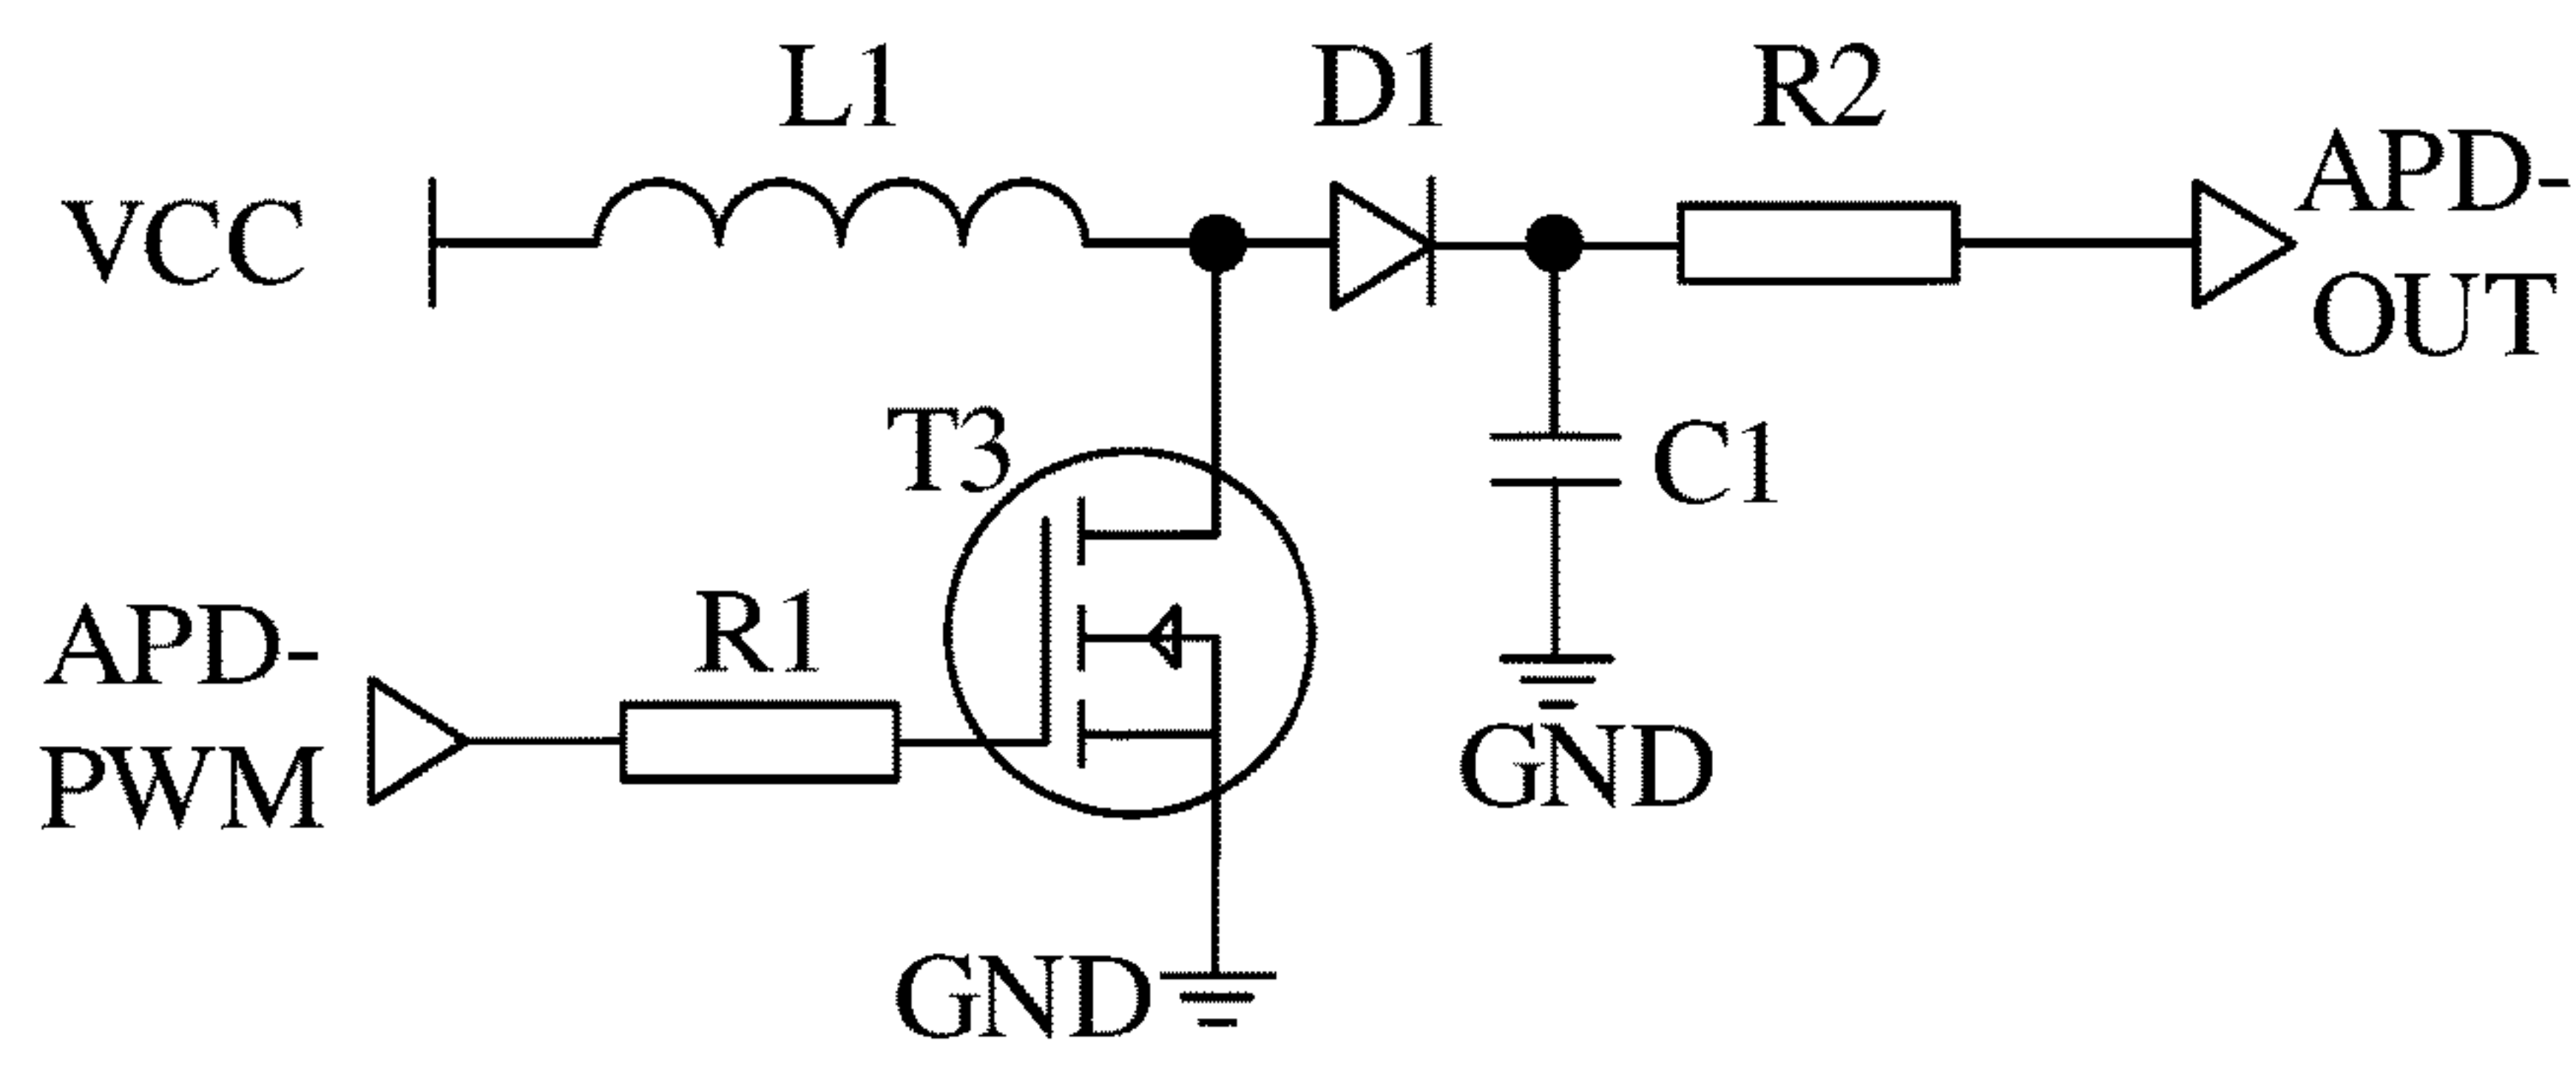 L1
D1
R2
VCC
APD-
OUT
T3
C1
APD-
PWM
R1
GND
GND